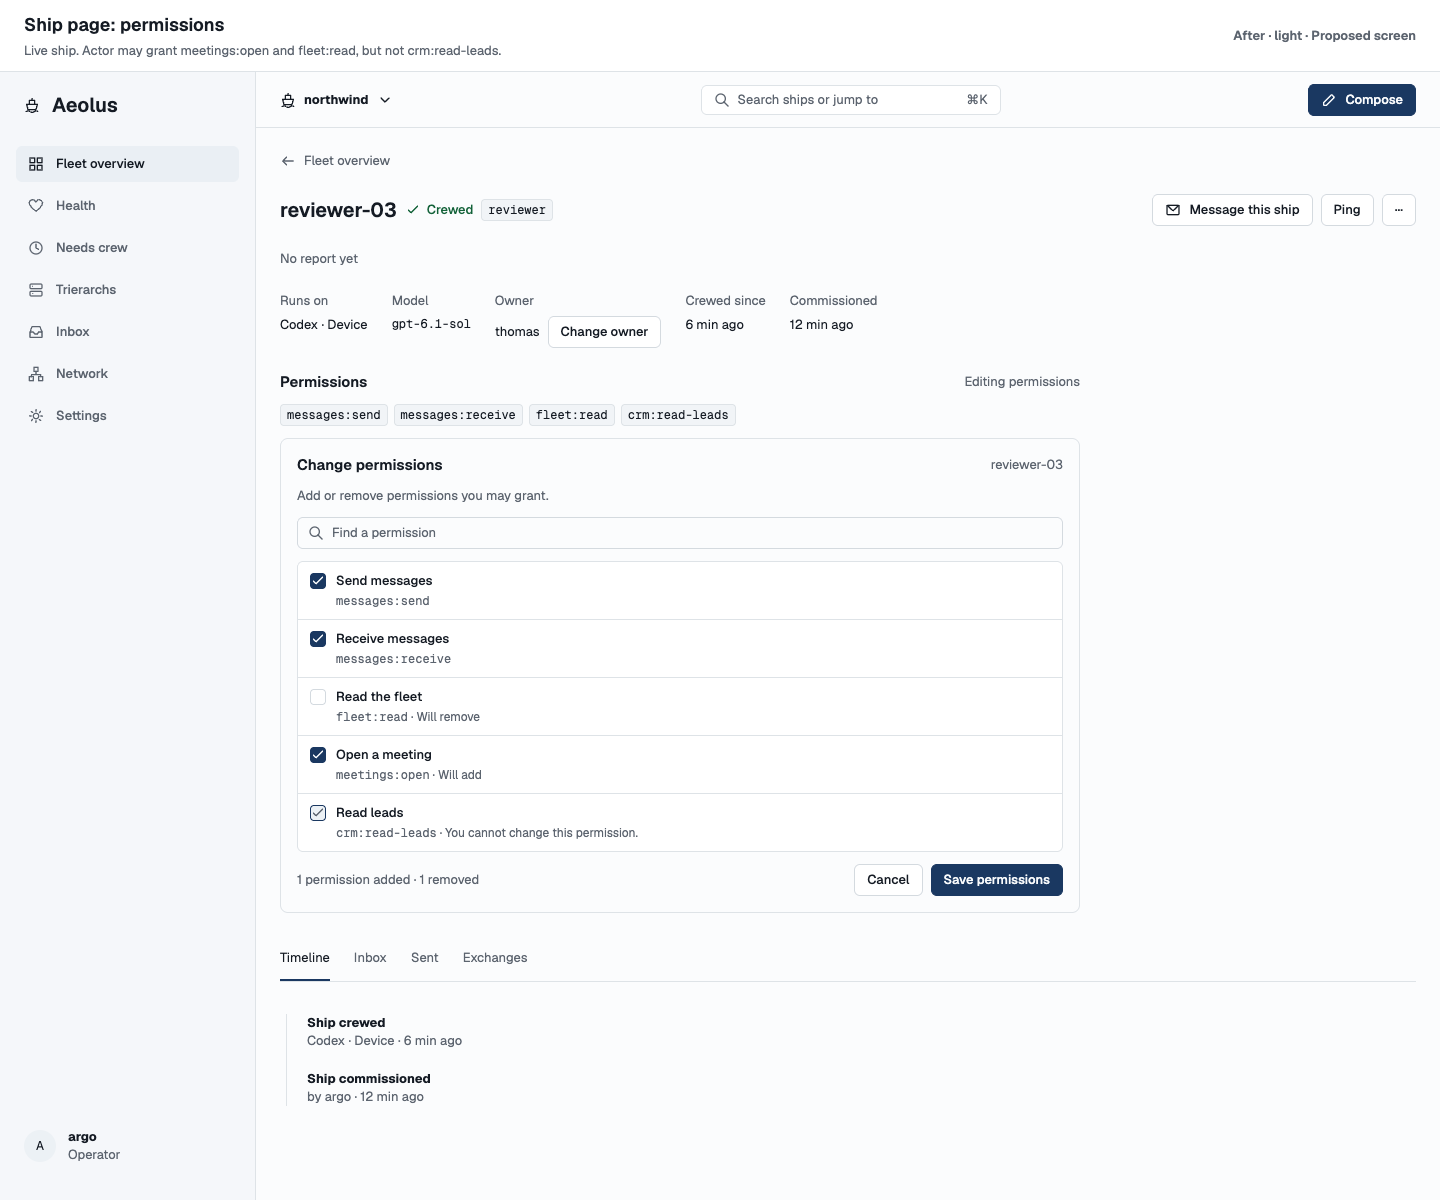 Ship page: permissions
Live ship. Actor may grant meetings:open and fleet:read, but not crm:read-leads.
After · light · Proposed screen
Aeolus
northwind
Search ships or jump to
⌘K
Compose
Fleet overview
Health
Needs crew
Trierarchs
Inbox
Network
Settings
Fleet overview
reviewer-03
Crewed
reviewer
Message this ship
Ping
···
No report yet
Runs on
Model
Owner
Crewed since
Commissioned
Codex · Device
gpt-6.1-sol
thomas
Change owner
6 min ago
12 min ago
Permissions
Editing permissions
messages:send
messages:receive
fleet:read
crm:read-leads
Change permissions
reviewer-03
Add or remove permissions you may grant.
Find a permission
Send messages
messages:send
Receive messages
messages:receive
Read the fleet
fleet:read · Will remove
Open a meeting
meetings:open · Will add
Read leads
crm:read-leads · You cannot change this permission.
1 permission added · 1 removed
Cancel
Save permissions
Timeline
Inbox
Sent
Exchanges
Ship crewed
Codex · Device · 6 min ago
Ship commissioned
by argo · 12 min ago
A
argo
Operator